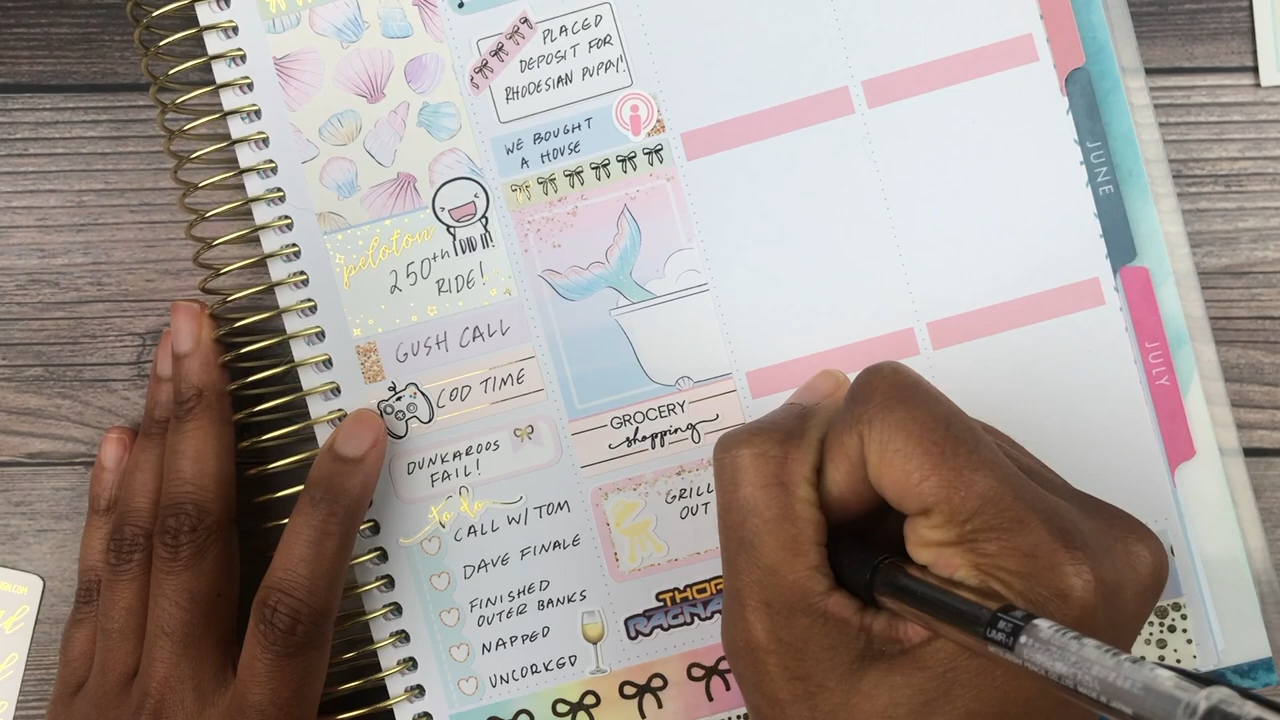 peloton
DID it!
250th
RIDE!
GUSH CALL
COD TIME
DUNKAROOS
FAIL!
to do
CALL W/ TOM
DAVE FINALE
FINISHED
OUTER BANKS
NAPPED
UNCORKED
PLACED
DEPOSIT FOR
RHODESIAN PUPPY!
WE BOUGHT
A HOUSE
GROCERY
shopping
GRILL
OUT
THOR
RAGNA
JUNE
JULY
UMR-1